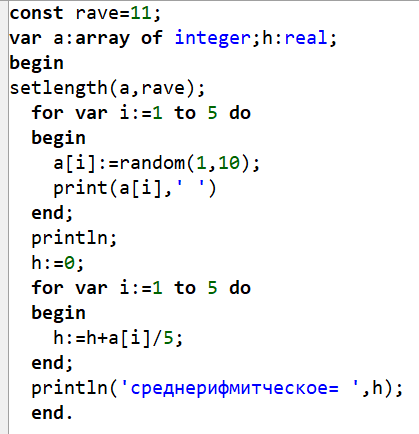 const rave=11;
var a:array of integer;h:real;
begin
setlength(a,rave);
for var i:=1 to 5 do
begin
a[i]:=random(1,10);
print(a[i],' ')
end;
println;
h:=0;
for var i:=1 to 5 do
begin
h:=h+a[i]/5;
end;
println('среднерифмитческое= ',h);
end.